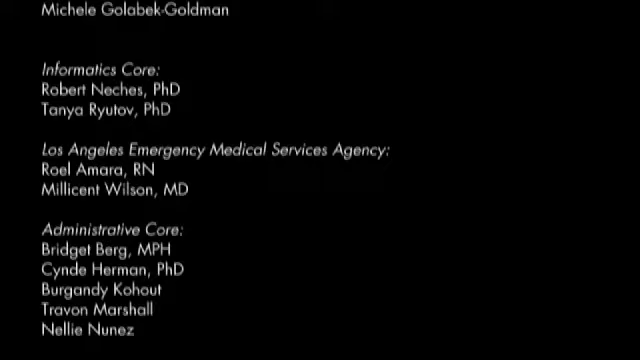 Michele Golabek-Goldman
Informatics Core:
Robert Neches, PhD
Tanya Ryutov, PhD
Los Angeles Emergency Medical Services Agency:
Roel Amara, RN
Millicent Wilson, MD
Administrative Core:
Bridget Berg, MPH
Cynde Herman, PhD
Burgandy Kohout
Travon Marshall
Nellie Nunez